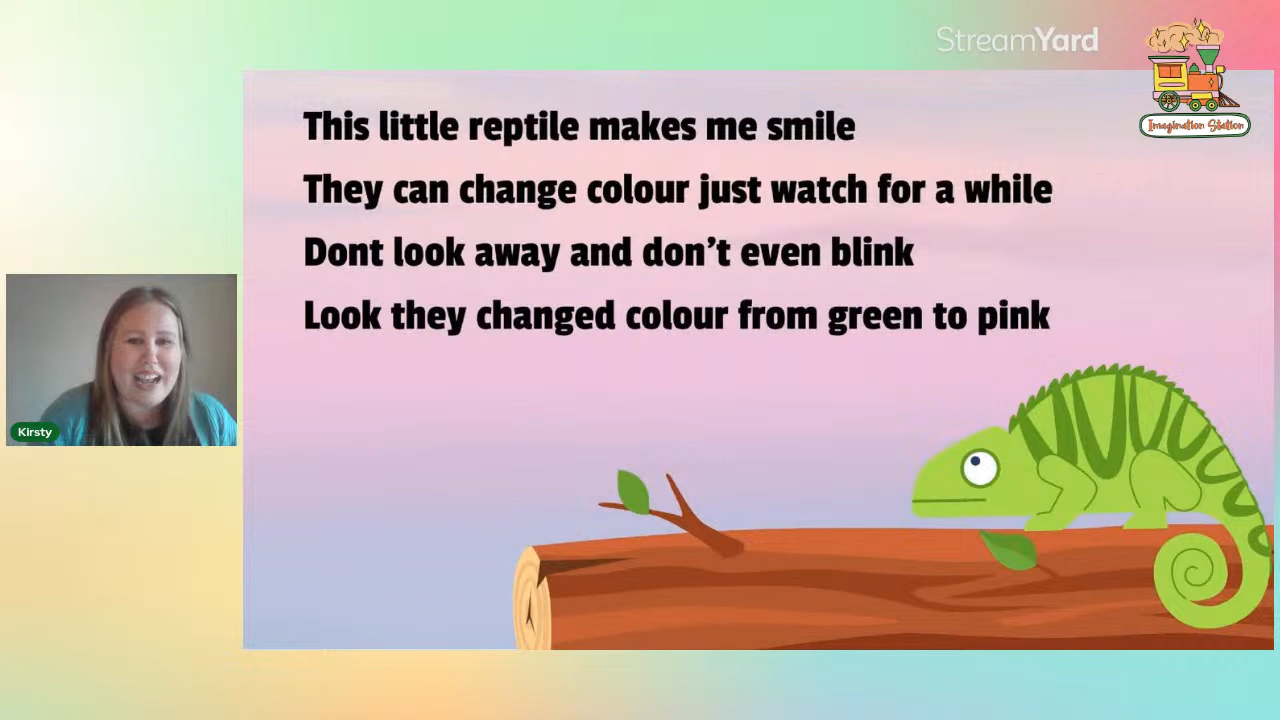 StreamYard
Imagination Station
This little reptile makes me smile
They can change colour just watch for a while
Dont look away and don't even blink
Look they changed colour from green to pink
Kirsty